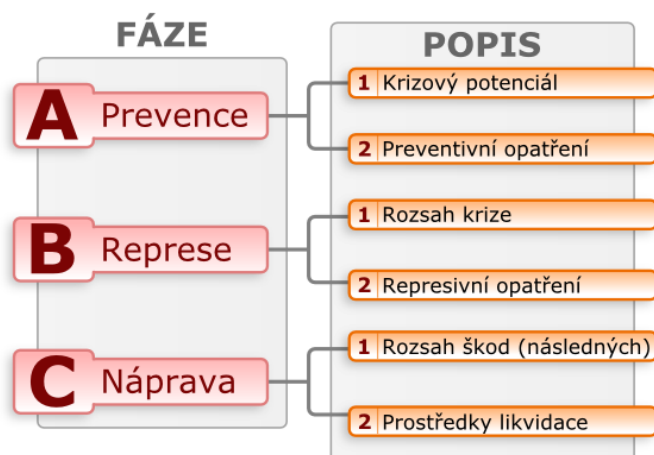 FÁZE
POPIS
A Prevence
1 Krizový potenciál
2 Preventivní opatření
B Represe
1 Rozsah krize
2 Represivní opatření
C Náprava
1 Rozsah škod (následných)
2 Prostředky likvidace